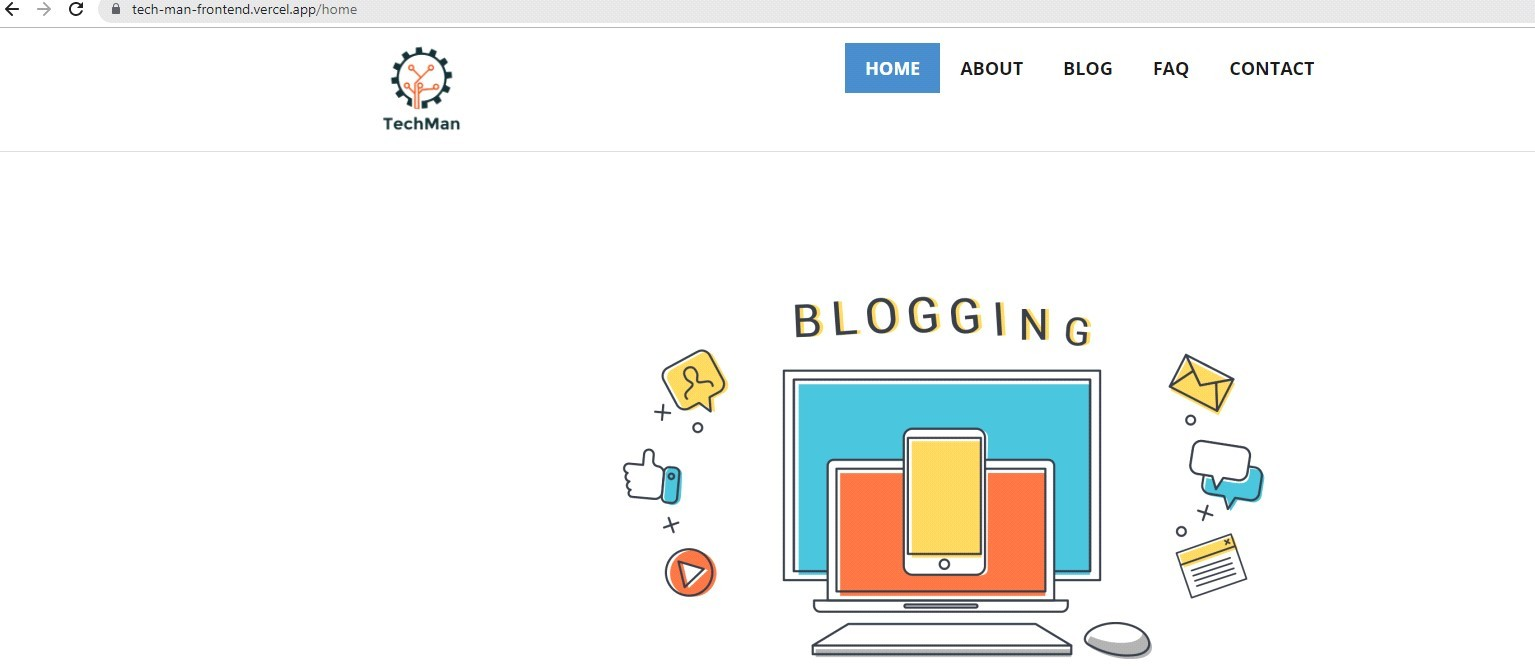 tech-man-frontend.vercel.app/home
TechMan
HOME ABOUT BLOG FAQ CONTACT
BLOGGING